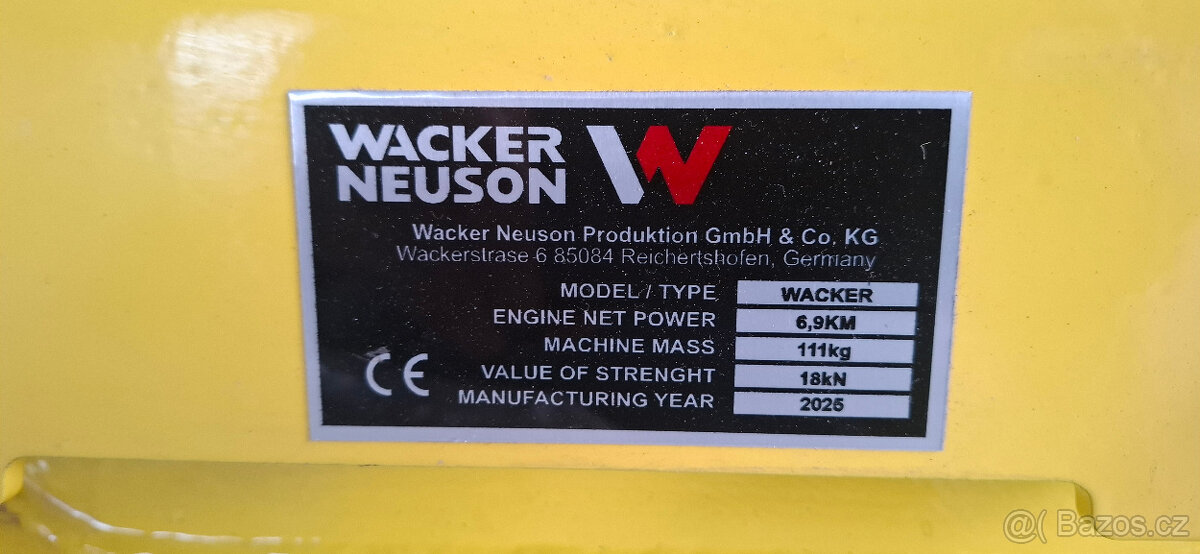 WACKER
NEUSON
Wacker Neuson Produktion GmbH & Co. KG
Wackerstrase 6 85084 Reichertshofen, Germany
MODEL / TYPE WACKER
ENGINE NET POWER 6,9KM
MACHINE MASS 111kg
VALUE OF STRENGHT 18kN
MANUFACTURING YEAR 2025
CE
@( Bazos.cz